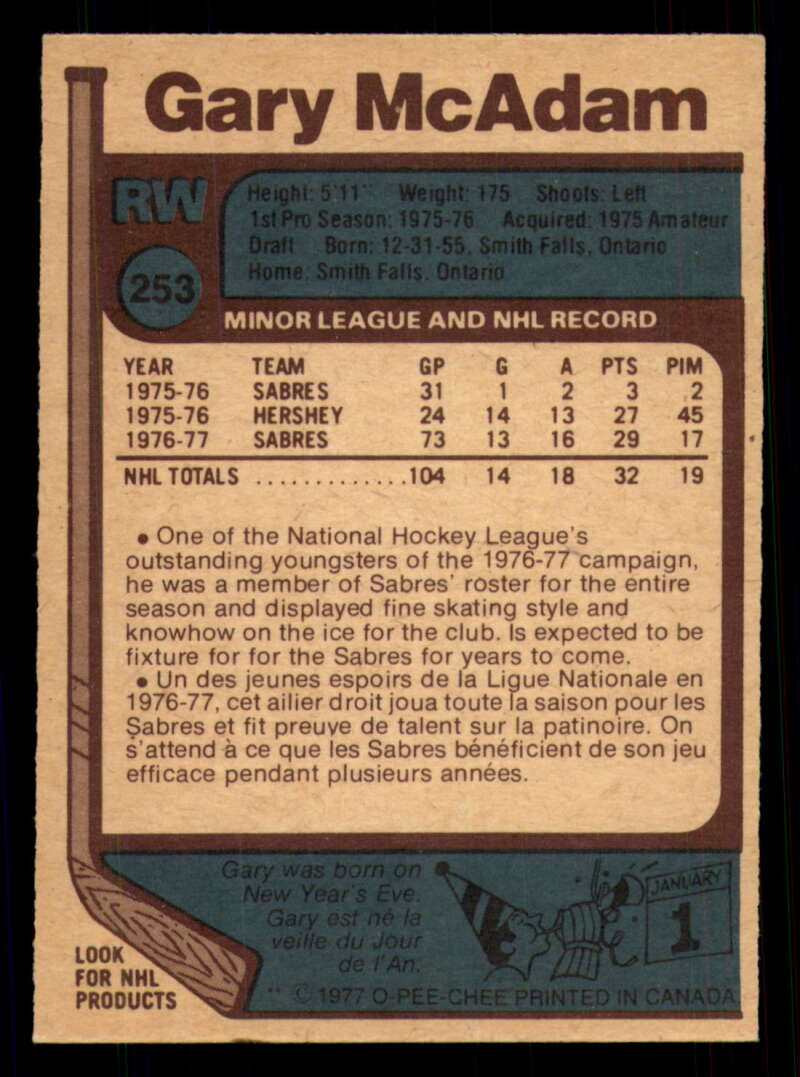 Gary McAdam
RW
Height: 5'11" Weight: 175 Shoots: Left
1st Pro Season: 1975-76 Acquired: 1975 Amateur
Draft Born: 12-31-55, Smith Falls, Ontario
Home: Smith Falls, Ontario
253
MINOR LEAGUE AND NHL RECORD
YEAR TEAM GP G A PTS PIM
1975-76 SABRES 31 1 2 3 2
1975-76 HERSHEY 24 14 13 27 45
1976-77 SABRES 73 13 16 29 17
NHL TOTALS .............104 14 18 32 19
• One of the National Hockey League's
outstanding youngsters of the 1976-77 campaign,
he was a member of Sabres' roster for the entire
season and displayed fine skating style and
knowhow on the ice for the club. Is expected to be
fixture for for the Sabres for years to come.
• Un des jeunes espoirs de la Ligue Nationale en
1976-77, cet ailier droit joua toute la saison pour les
Sabres et fit preuve de talent sur la patinoire. On
s'attend à ce que les Sabres bénéficient de son jeu
efficace pendant plusieurs années.
Gary was born on
New Year's Eve.
Gary est né la
veille du Jour
de l'An.
JANUARY
1
LOOK
FOR NHL
PRODUCTS
** © 1977 O-PEE-CHEE PRINTED IN CANADA